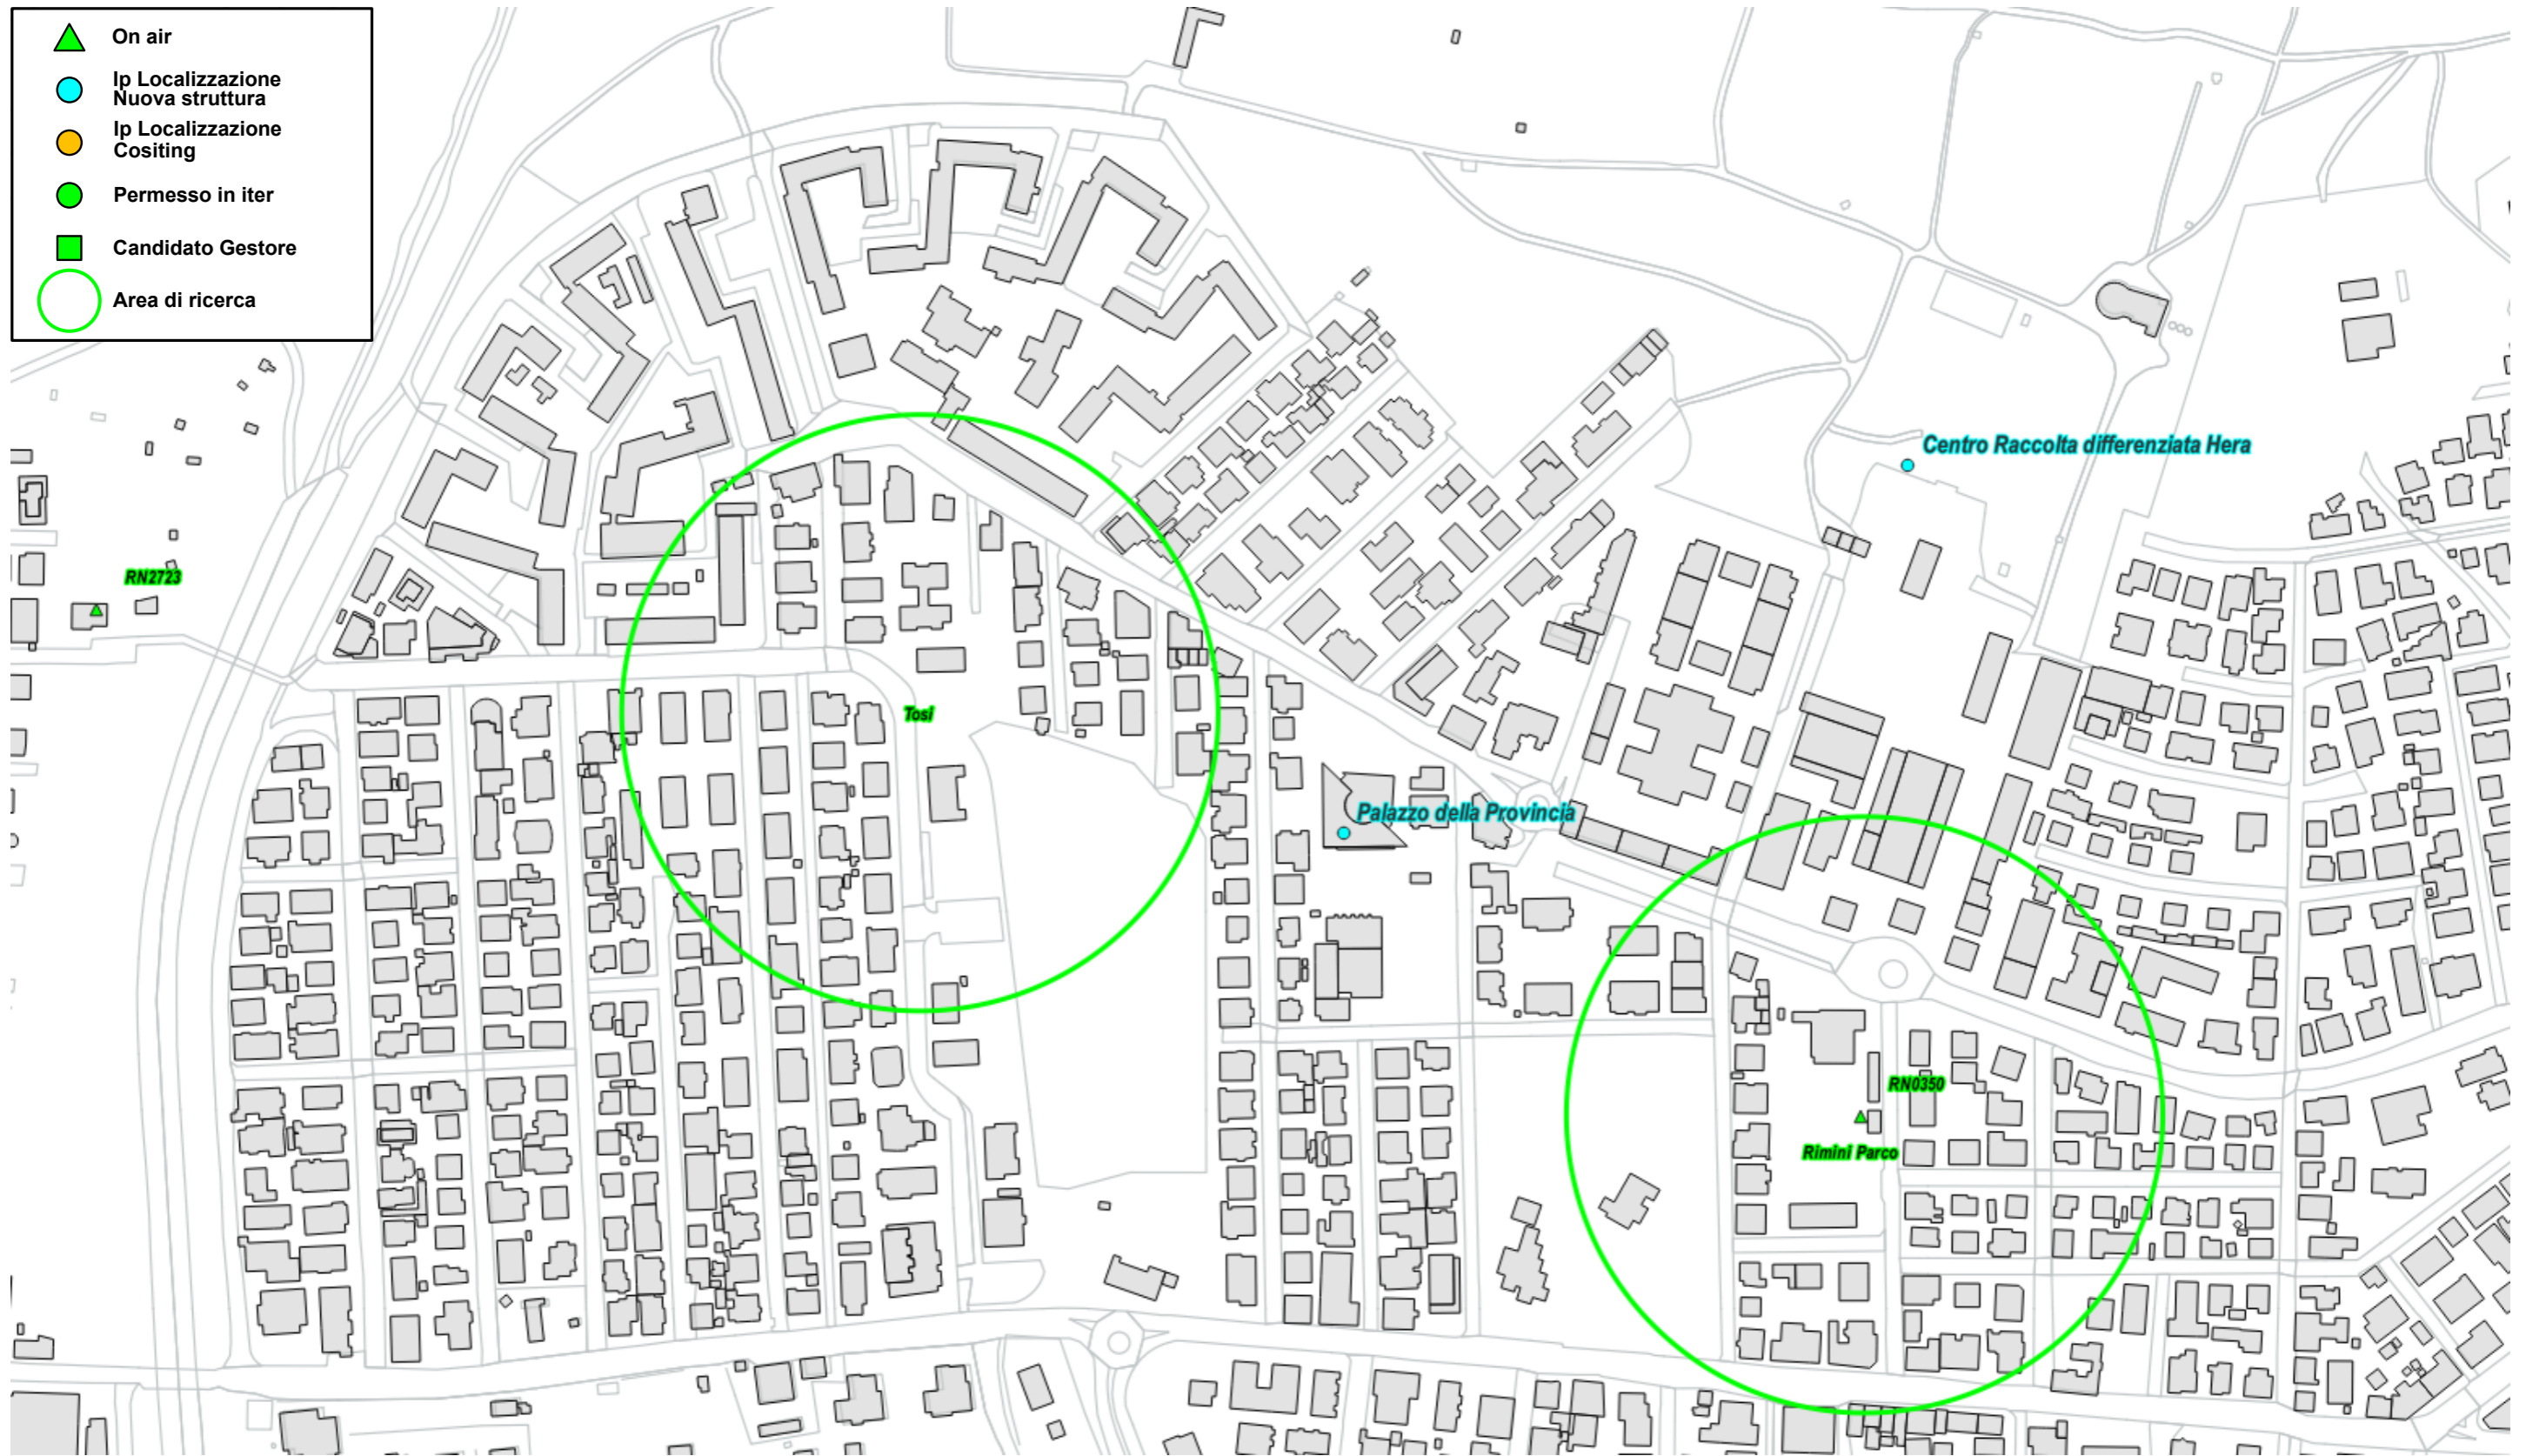 On air
Ip Localizzazione
Nuova struttura
Ip Localizzazione
Cositing
Permesso in iter
Candidato Gestore
Area di ricerca
Centro Raccolta differenziata Hera
RN2723
Tosi
Palazzo della Provincia
RN0350
Rimini Parco